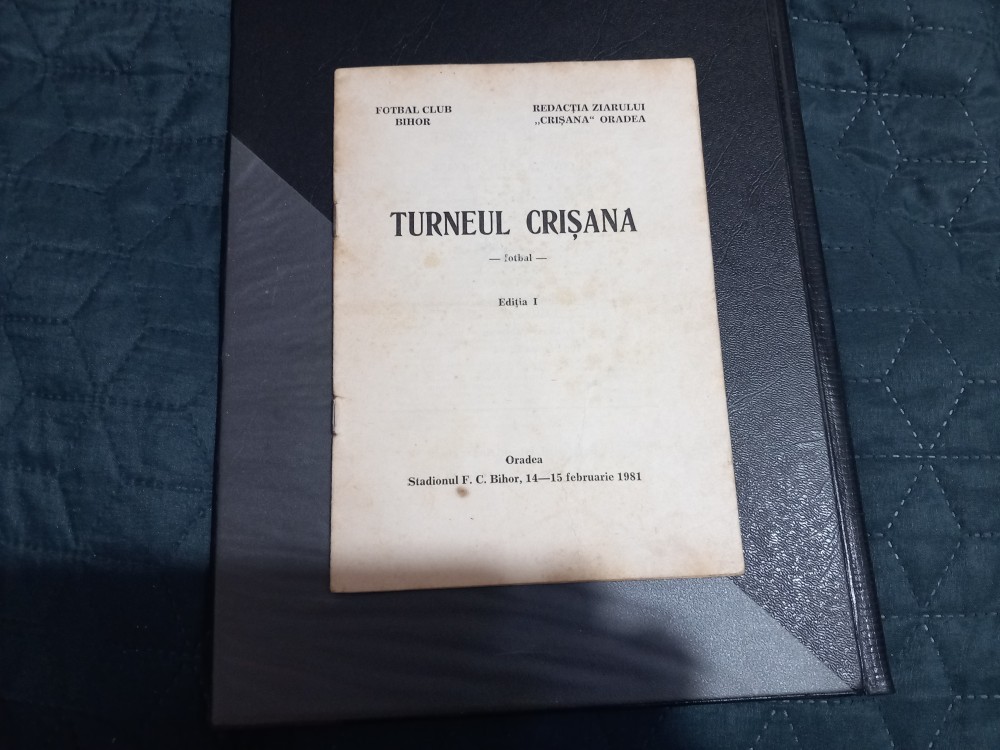 FOTBAL CLUB
BIHOR
REDACȚIA ZIARULUI
„CRIȘANA“ ORADEA
TURNEUL CRIȘANA
— fotbal —
Ediția I
Oradea
Stadionul F. C. Bihor, 14—15 februarie 1981